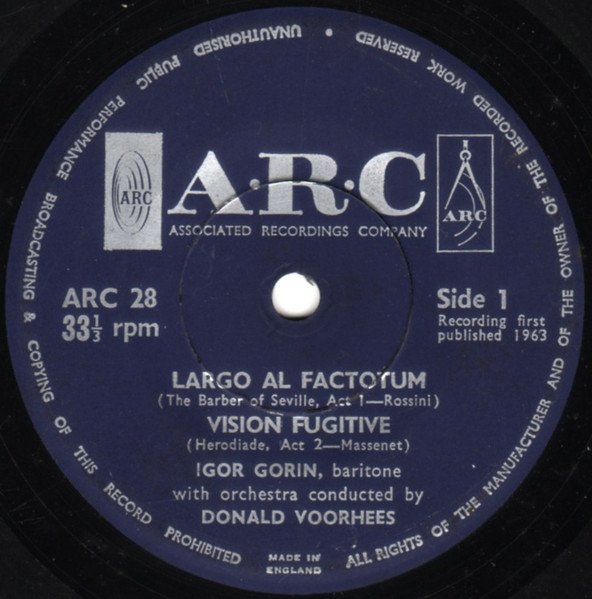 ALL RIGHTS OF THE MANUFACTURER AND OF THE OWNER OF THE RECORDED WORK RESERVED • UNAUTHORISED PUBLIC PERFORMANCE BROADCASTING & COPYING OF THIS RECORD PROHIBITED
ARC
A·R·C
ARC
ASSOCIATED RECORDINGS COMPANY
ARC 28
33⅓ rpm
Side 1
Recording first
published 1963
LARGO AL FACTOTUM
(The Barber of Seville, Act 1—Rossini)
VISION FUGITIVE
(Herodiade, Act 2—Massenet)
IGOR GORIN, baritone
with orchestra conducted by
DONALD VOORHEES
MADE IN
ENGLAND